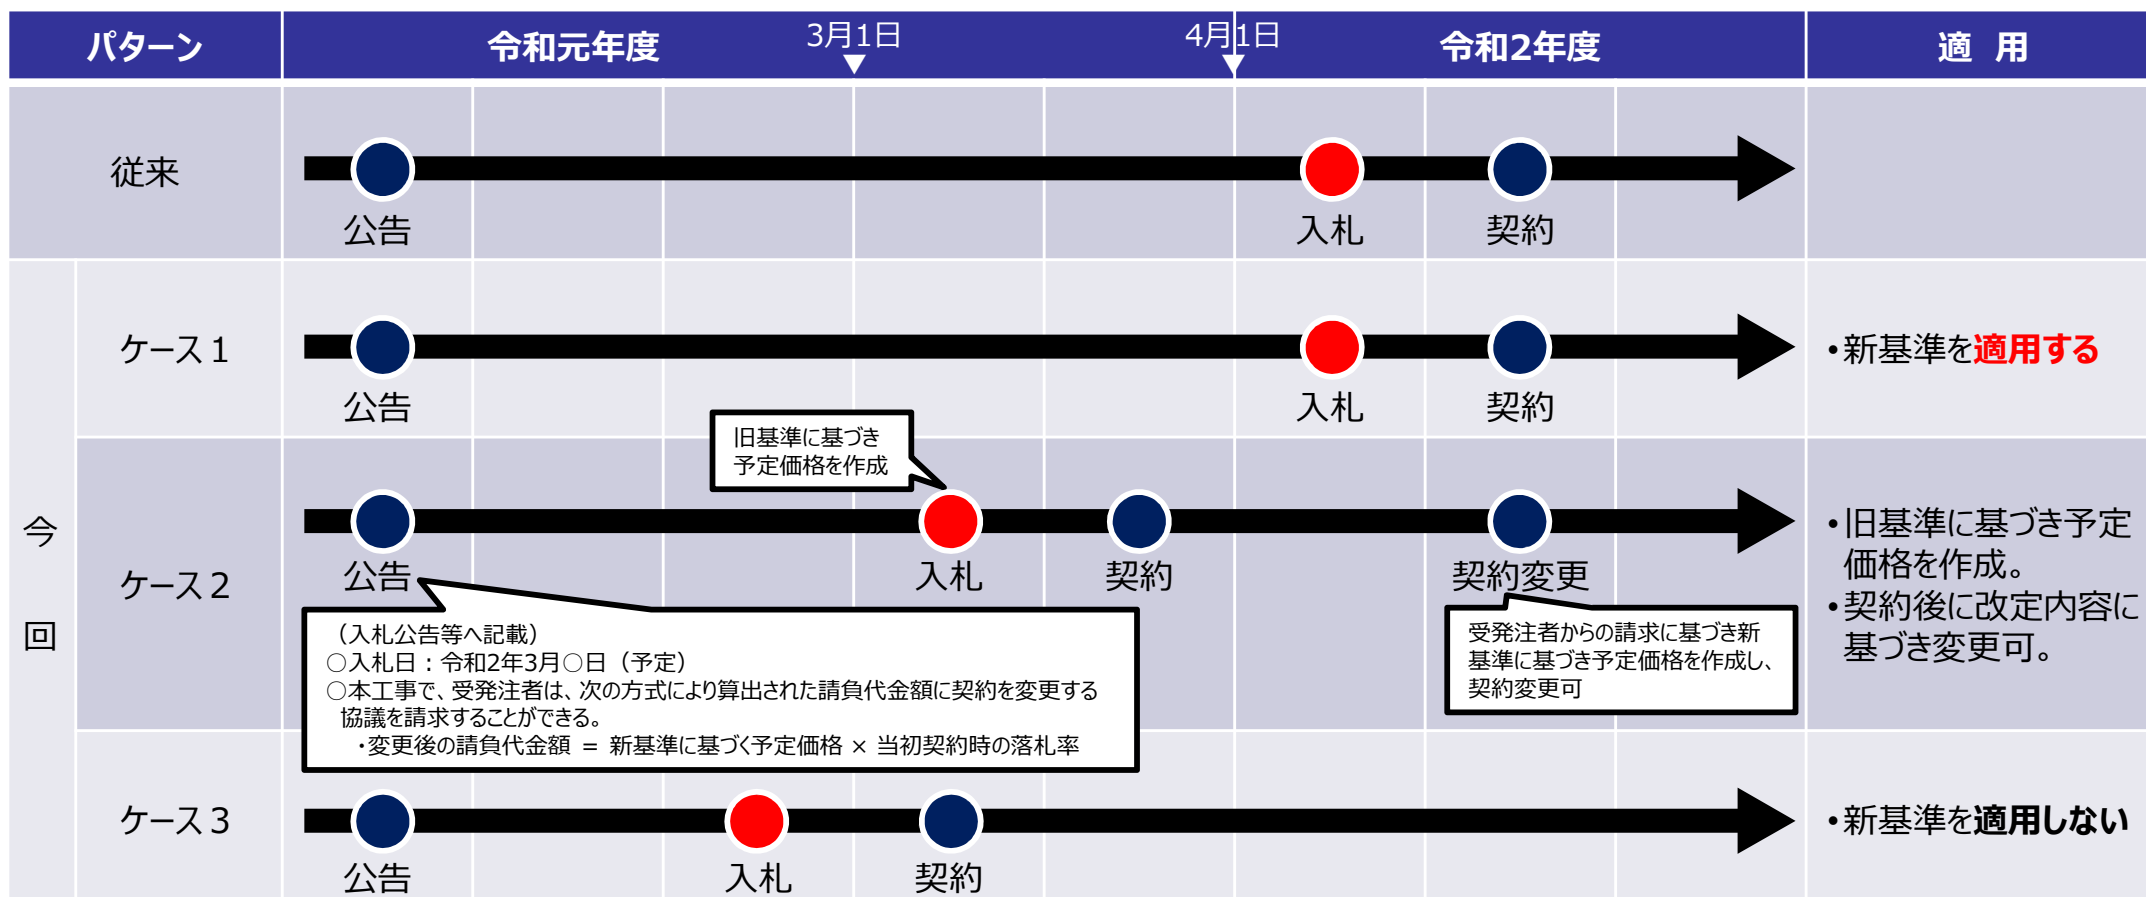 パターン
令和元年度
3月1日
4月1日
令和2年度
適 用
従来
公告
入札
契約
今回
ケース1
公告
入札
契約
・新基準を適用する
ケース2
旧基準に基づき
予定価格を作成
公告
入札
契約
契約変更
（入札公告等へ記載）
○入札日：令和2年3月○日（予定）
○本工事で、受発注者は、次の方式により算出された請負代金額に契約を変更する
協議を請求することができる。
・変更後の請負代金額 ＝ 新基準に基づく予定価格 × 当初契約時の落札率
受発注者からの請求に基づき新
基準に基づき予定価格を作成し、
契約変更可
・旧基準に基づき予定
価格を作成。
・契約後に改定内容に
基づき変更可。
ケース3
公告
入札
契約
・新基準を適用しない